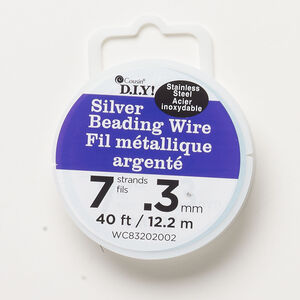 Cousin®
D.I.Y!
Stainless
Steel
Acier
inoxydable
Silver
Beading Wire
Fil métallique
argenté
7 strands
fils
.3 mm
40 ft / 12.2 m
WC83202002